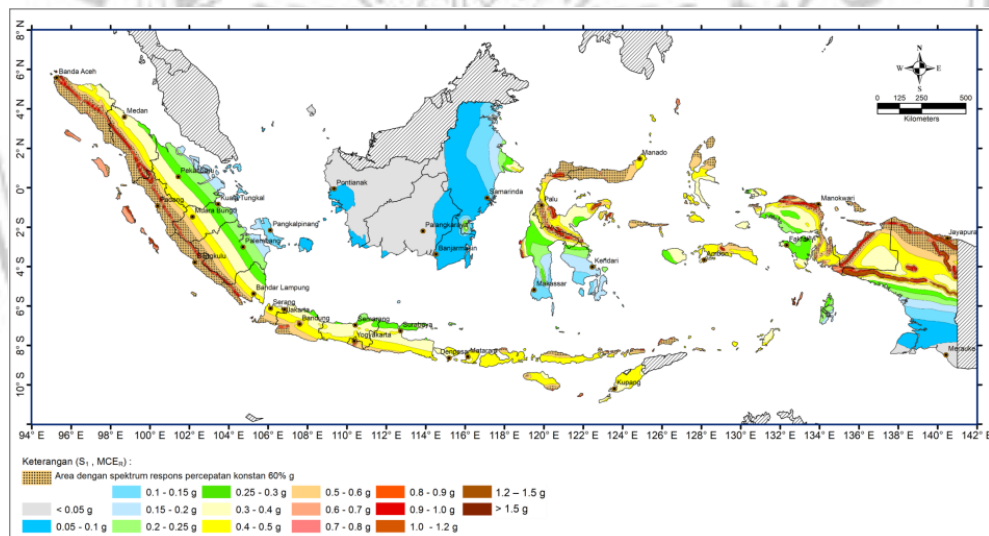 8° N
6° N
4° N
2° N
0
2° S
4° S
6° S
8° S
10° S
94° E 96° E 98° E 100° E 102° E 104° E 106° E 108° E 110° E 112° E 114° E 116° E 118° E 120° E 122° E 124° E 126° E 128° E 130° E 132° E 134° E 136° E 138° E 140° E 142° E
N
W E
S
0 125 250 500
Kilometers
Banda Aceh
Medan
Pekanbaru
Kuala Tungkal
Padang
Muara Bungo
Pangkalpinang
Palembang
Bengkulu
Bandar Lampung
Serang
Jakarta
Bandung
Semarang
Surabaya
Yogyakarta
Denpasar
Mataram
Kupang
Pontianak
Samarinda
Palangkaraya
Banjarmasin
Manado
Palu
Kendari
Makassar
Ambon
Manokwari
Fakfak
Jayapura
Merauke
Keterangan (S₁ , MCEᵣ) :
Area dengan spektrum respons percepatan konstan 60% g
0.1 - 0.15 g 0.25 - 0.3 g 0.5 - 0.6 g 0.8 - 0.9 g 1.2 – 1.5 g
< 0.05 g 0.15 - 0.2 g 0.3 - 0.4 g 0.6 - 0.7 g 0.9 - 1.0 g > 1.5 g
0.05 - 0.1 g 0.2 - 0.25 g 0.4 - 0.5 g 0.7 - 0.8 g 1.0 - 1.2 g